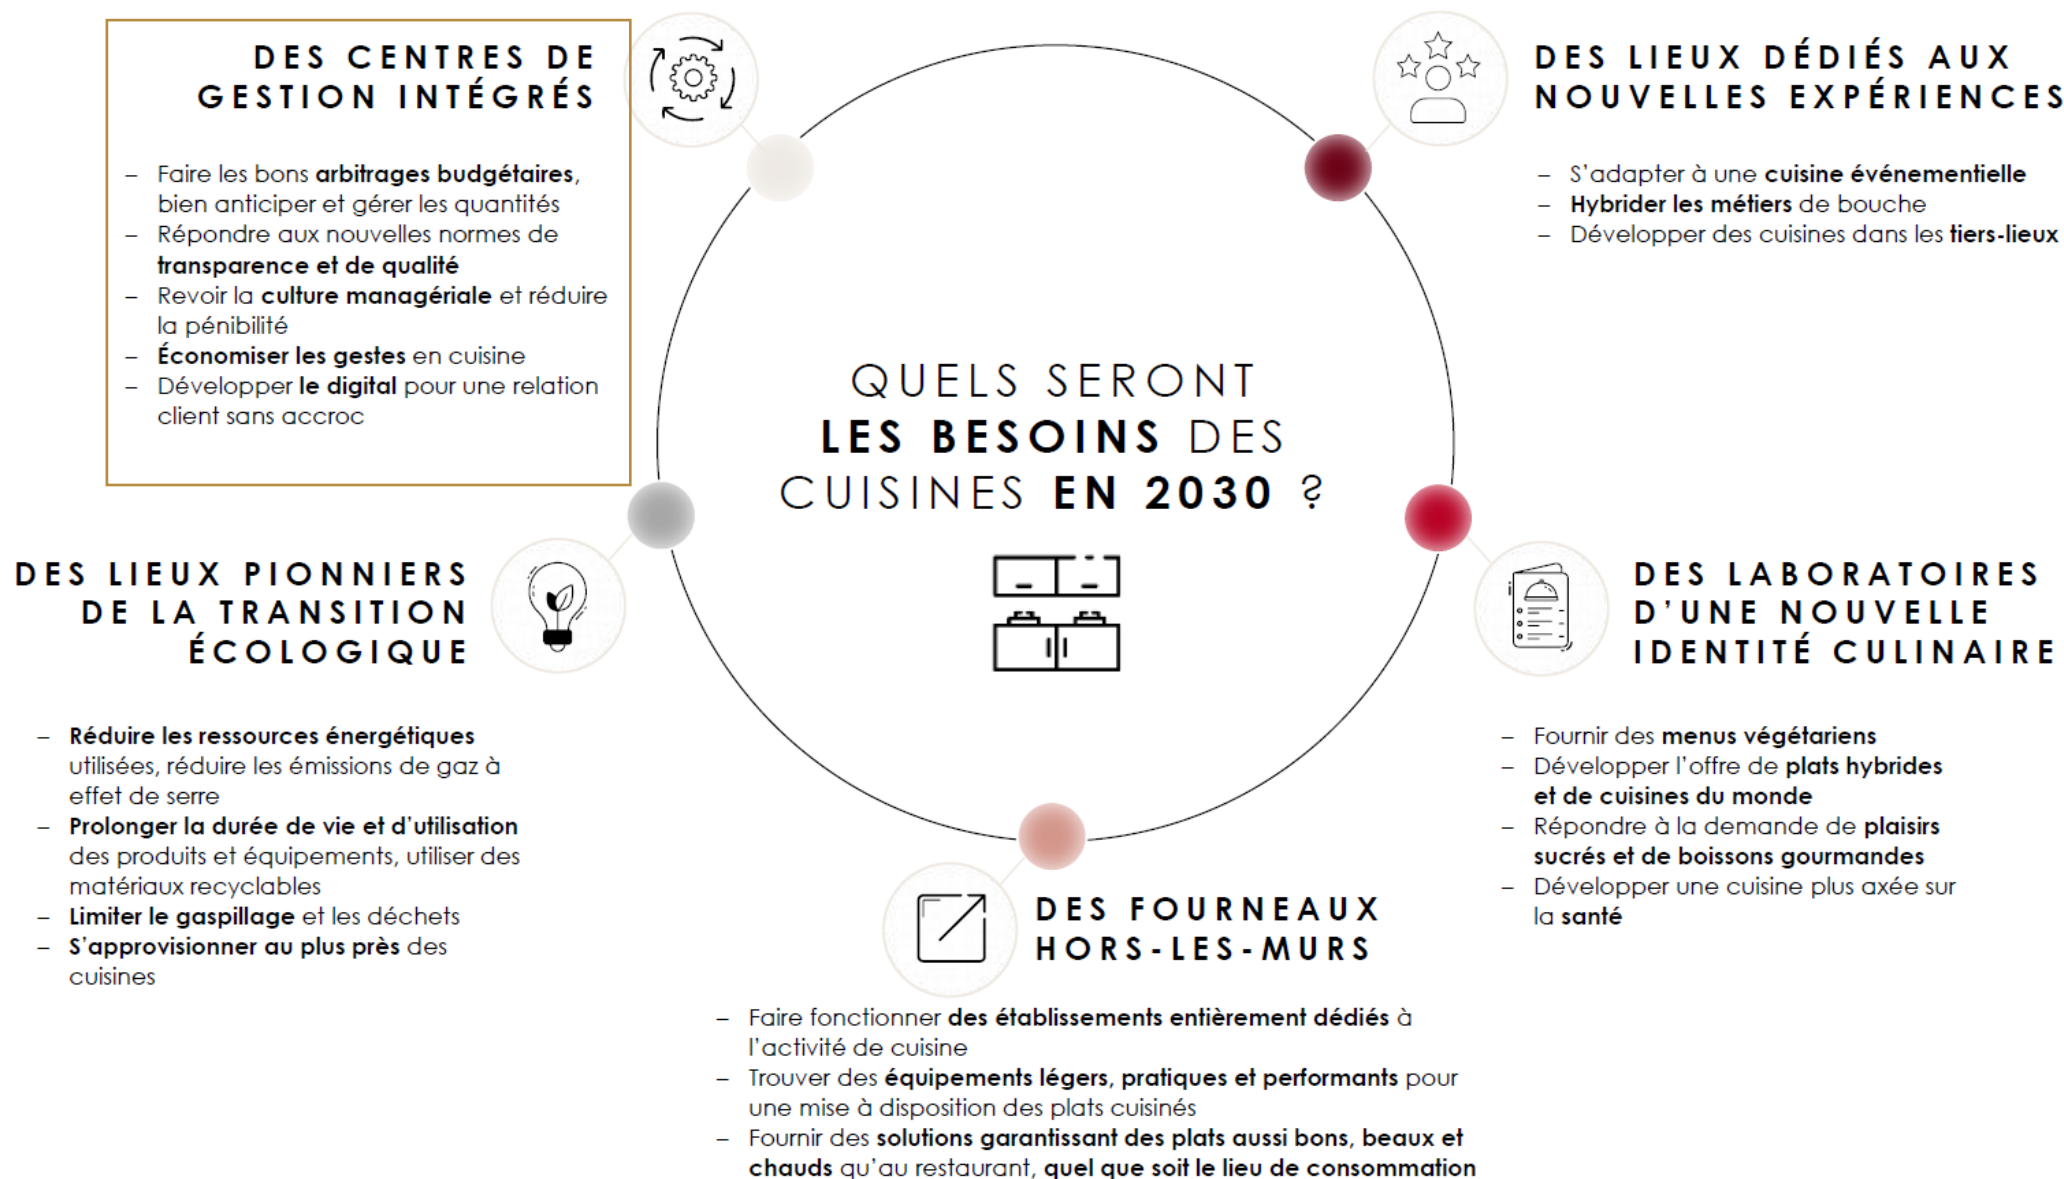 DES CENTRES DE
GESTION INTÉGRÉS
– Faire les bons arbitrages budgétaires,
bien anticiper et gérer les quantités
– Répondre aux nouvelles normes de
transparence et de qualité
– Revoir la culture managériale et réduire
la pénibilité
– Économiser les gestes en cuisine
– Développer le digital pour une relation
client sans accroc
DES LIEUX DÉDIÉS AUX
NOUVELLES EXPÉRIENCES
– S'adapter à une cuisine événementielle
– Hybrider les métiers de bouche
– Développer des cuisines dans les tiers-lieux
QUELS SERONT
LES BESOINS DES
CUISINES EN 2030 ?
DES LIEUX PIONNIERS
DE LA TRANSITION
ÉCOLOGIQUE
– Réduire les ressources énergétiques
utilisées, réduire les émissions de gaz à
effet de serre
– Prolonger la durée de vie et d'utilisation
des produits et équipements, utiliser des
matériaux recyclables
– Limiter le gaspillage et les déchets
– S'approvisionner au plus près des
cuisines
DES LABORATOIRES
D'UNE NOUVELLE
IDENTITÉ CULINAIRE
– Fournir des menus végétariens
– Développer l'offre de plats hybrides
et de cuisines du monde
– Répondre à la demande de plaisirs
sucrés et de boissons gourmandes
– Développer une cuisine plus axée sur
la santé
DES FOURNEAUX
HORS-LES-MURS
– Faire fonctionner des établissements entièrement dédiés à
l'activité de cuisine
– Trouver des équipements légers, pratiques et performants pour
une mise à disposition des plats cuisinés
– Fournir des solutions garantissant des plats aussi bons, beaux et
chauds qu'au restaurant, quel que soit le lieu de consommation